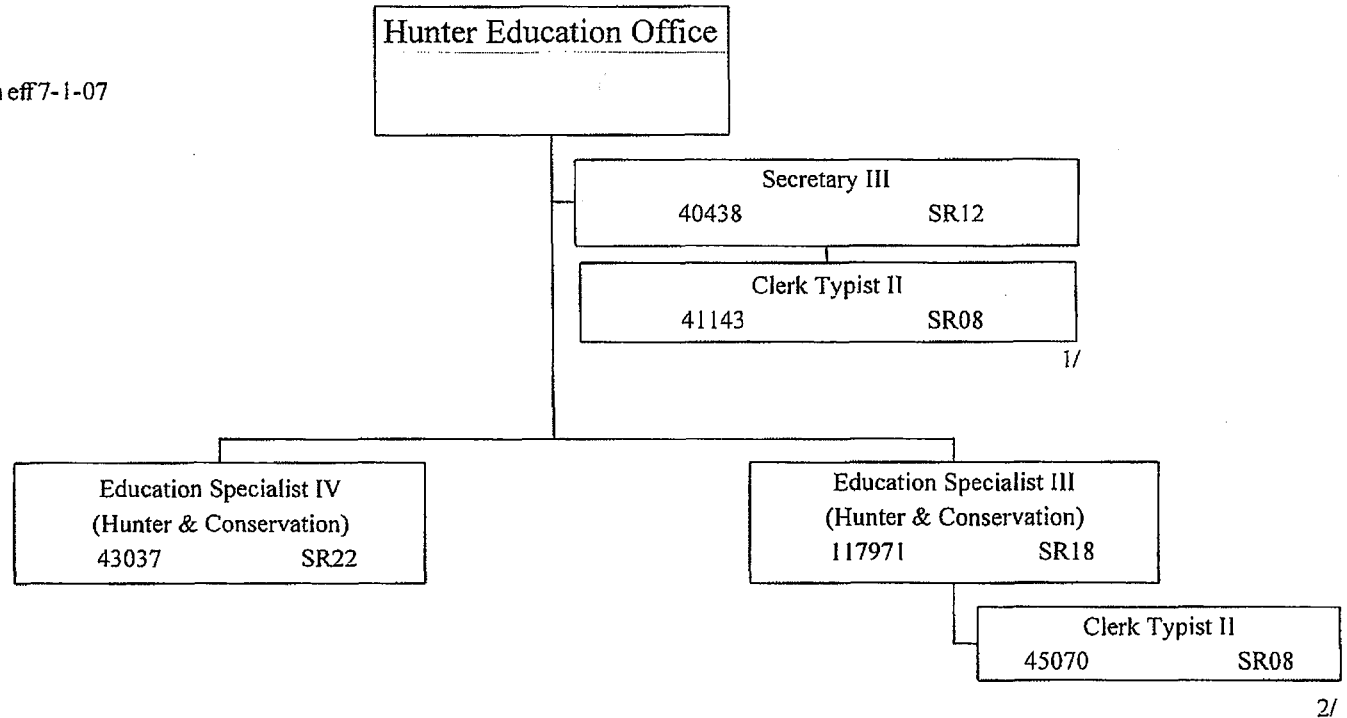 Hunter Education Office
eff 7-1-07
Secretary III
40438 SR12
Clerk Typist II
41143 SR08
1/
Education Specialist IV
(Hunter & Conservation)
43037 SR22
Education Specialist III
(Hunter & Conservation)
117971 SR18
Clerk Typist II
45070 SR08
2/